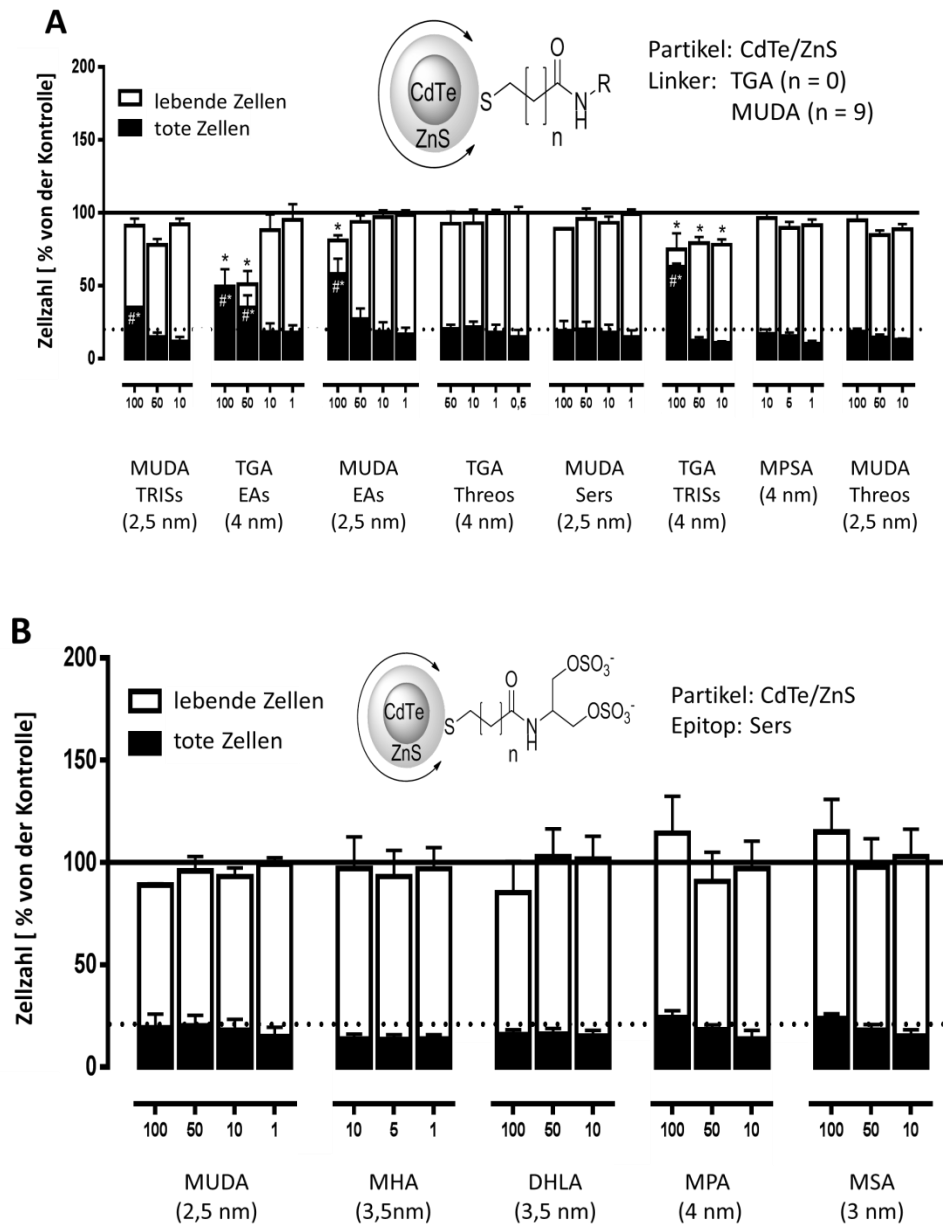 A
lebende Zellen
tote Zellen
CdTe
ZnS
S
O
N
H
R
n
Partikel: CdTe/ZnS
Linker: TGA (n = 0)
MUDA (n = 9)
Zellzahl [ % von der Kontrolle]
200
150
100
50
0
* * * * * * *
#* #* #* #* #*
100 50 10 100 50 10 1 100 50 10 1 50 10 1 0,5 100 50 10 1 100 50 10 10 5 1 100 50 10
MUDA TGA MUDA TGA MUDA TGA MPSA MUDA
TRISs EAs EAs Threos Sers TRISs (4 nm) Threos
(2,5 nm) (4 nm) (2,5 nm) (4 nm) (2,5 nm) (4 nm) (2,5 nm)
B
lebende Zellen
tote Zellen
CdTe
ZnS
S
O
N
H
n
OSO₃⁻
OSO₃⁻
Partikel: CdTe/ZnS
Epitop: Sers
Zellzahl [ % von der Kontrolle]
200
150
100
50
0
100 50 10 1 10 5 1 100 50 10 100 50 10 100 50 10
MUDA MHA DHLA MPA MSA
(2,5 nm) (3,5nm) (3,5 nm) (4 nm) (3 nm)